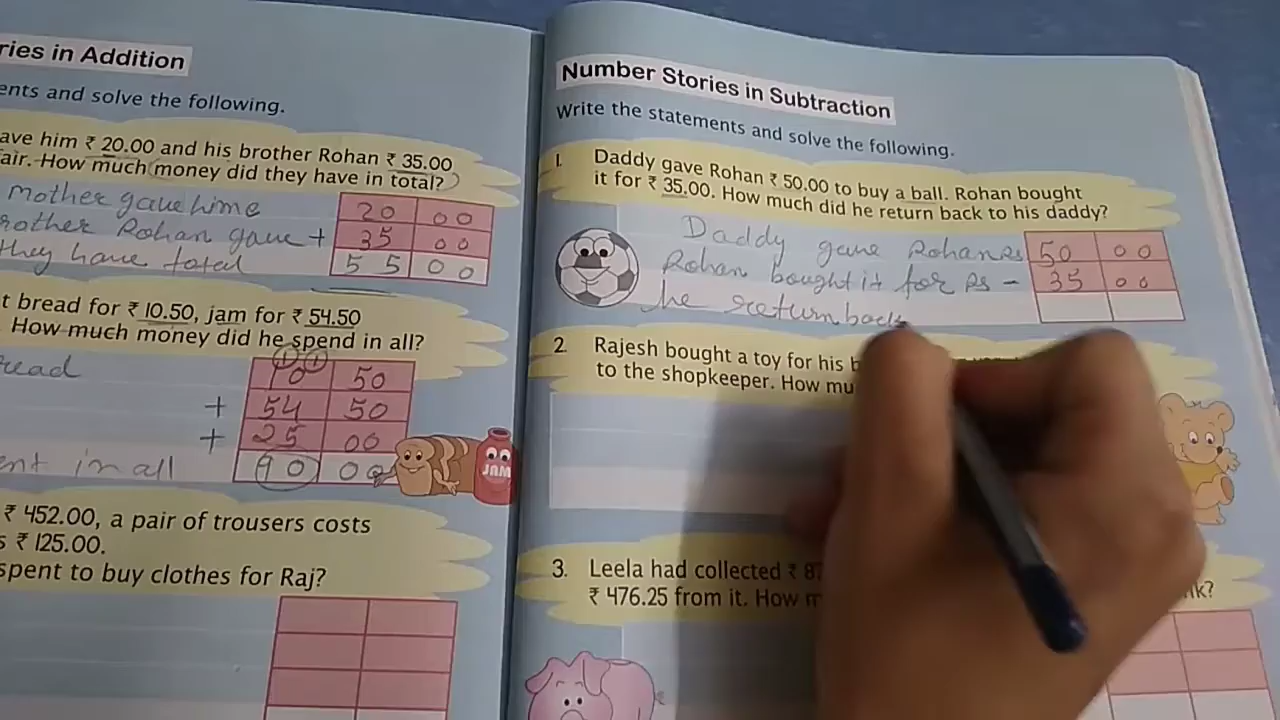 ries in Addition
ents and solve the following.
ave him ₹ 20.00 and his brother Rohan ₹ 35.00
air. How much money did they have in total?
Mother gave hime 20 00
rother Rohan gave + 35 00
They have total 55 00
t bread for ₹ 10.50, jam for ₹ 54.50
How much money did he spend in all?
read 10 50
+ 54 50
+ 25 00
ent in all 90 00
JAM
₹ 452.00, a pair of trousers costs
s ₹ 125.00.
spent to buy clothes for Raj?
Number Stories in Subtraction
Write the statements and solve the following.
1. Daddy gave Rohan ₹ 50.00 to buy a ball. Rohan bought
it for ₹ 35.00. How much did he return back to his daddy?
Daddy gave Rohan Rs 50 00
Rohan bought it for Rs - 35 00
he return back
2. Rajesh bought a toy for his b
to the shopkeeper. How mu
3. Leela had collected ₹ 8
₹ 476.25 from it. How m nk?